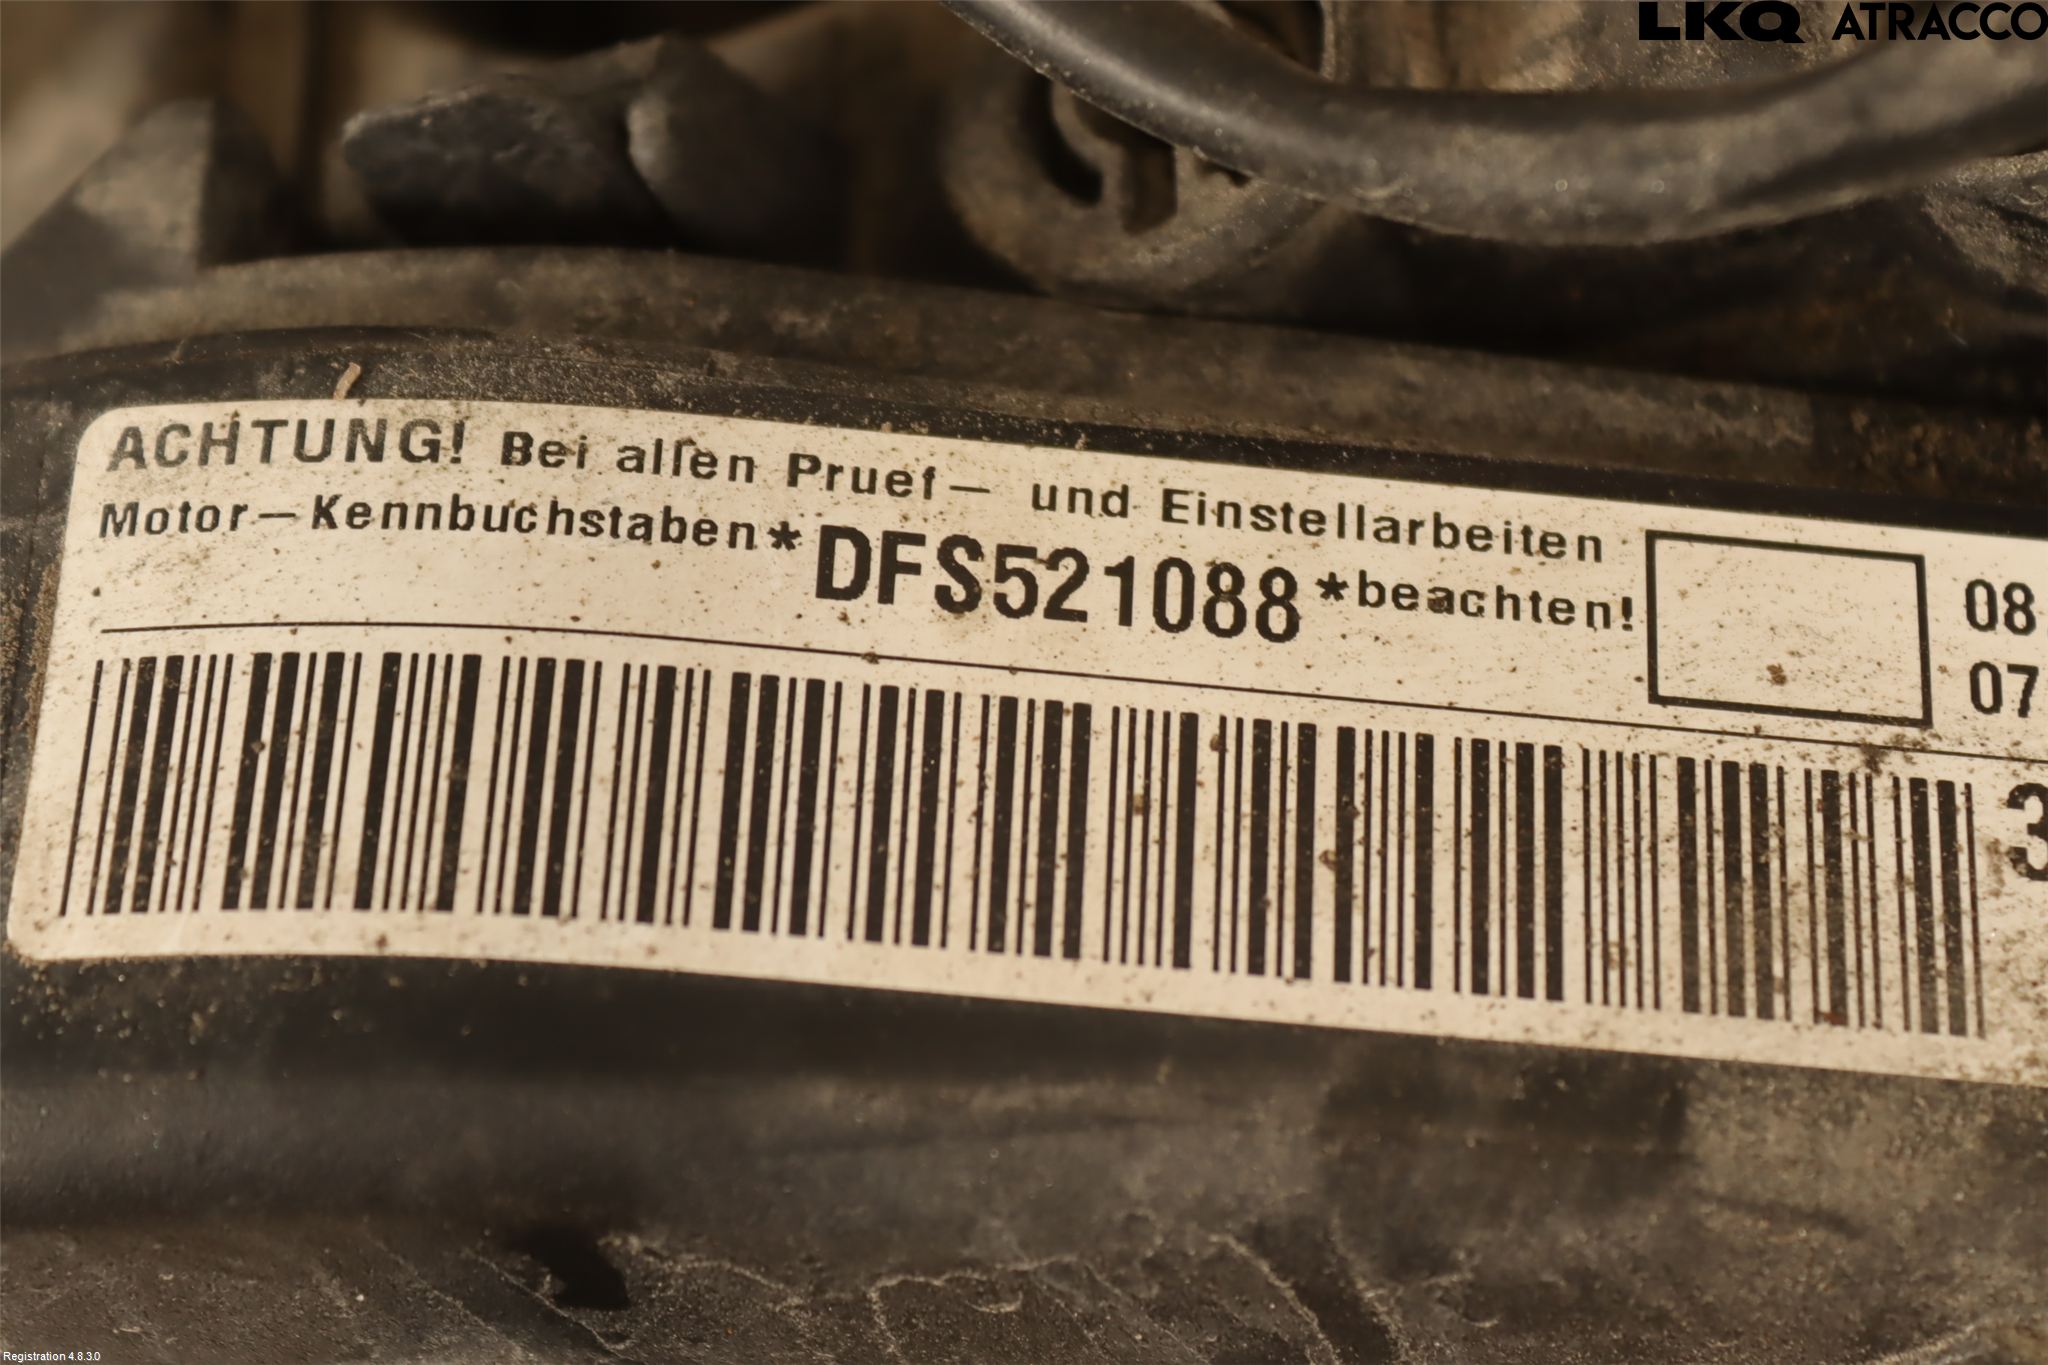 LKQ ATRACCO
ACHTUNG! Bei allen Pruef- und Einstellarbeiten
Motor-Kennbuchstaben*DFS521088*beachten!
08
07
3
Registration 4.8.3.0